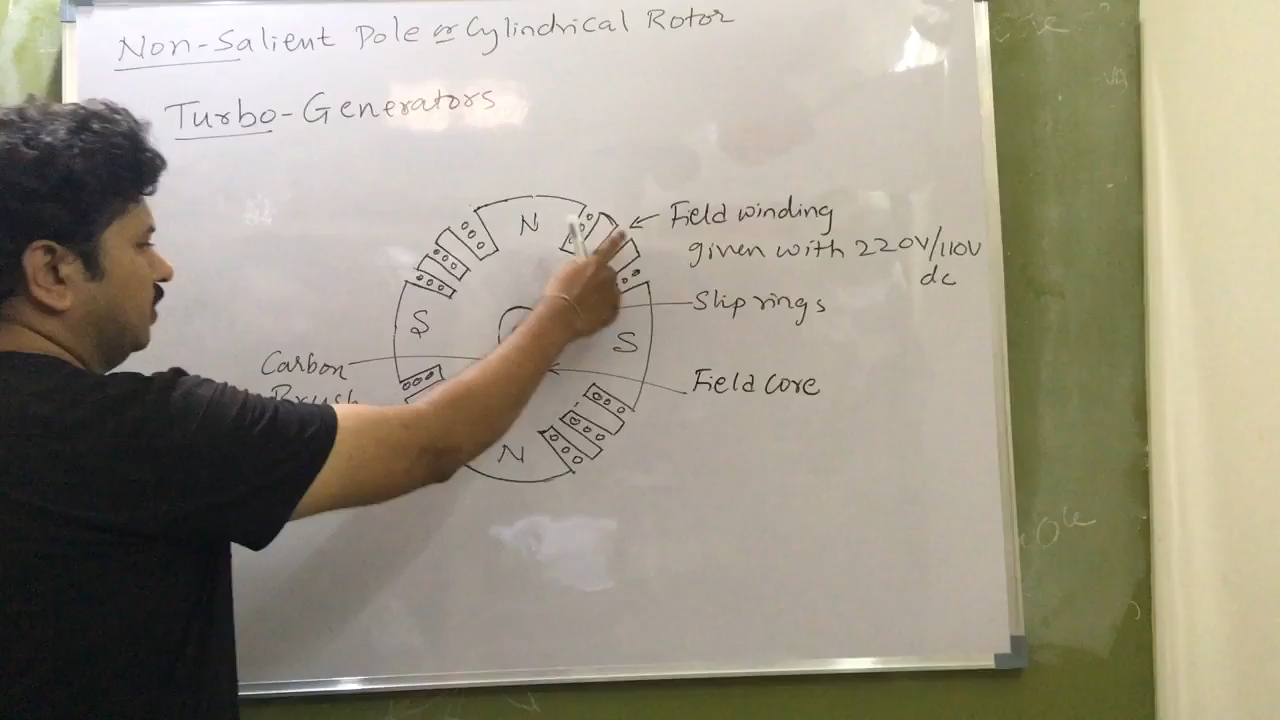 Non-Salient Pole or Cylindrical Rotor
Turbo-Generators
N
Field winding
given with 220V/110V
dc
Slip rings
S
S
Carbon
Brush
Field core
N